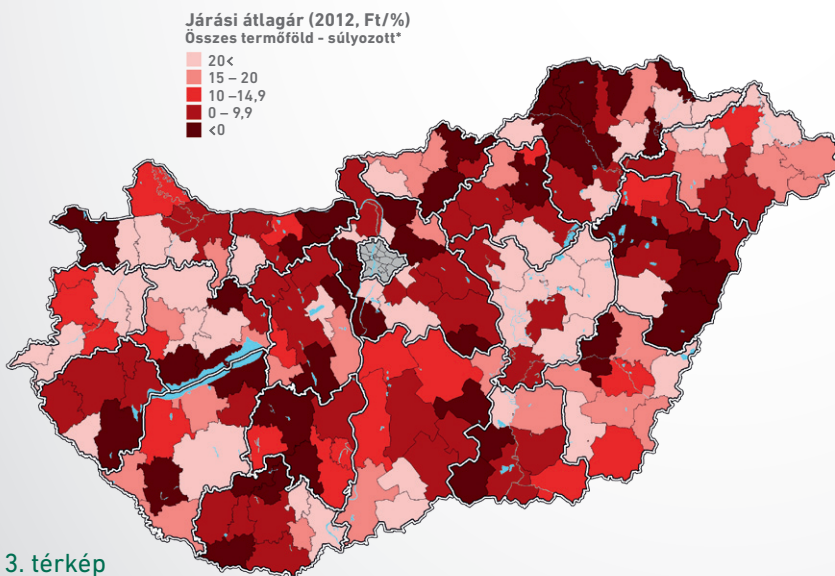 Járási átlagár (2012, Ft/%)
Összes termőföld - súlyozott*
20<
15 – 20
10 –14,9
0 – 9,9
<0
3. térkép